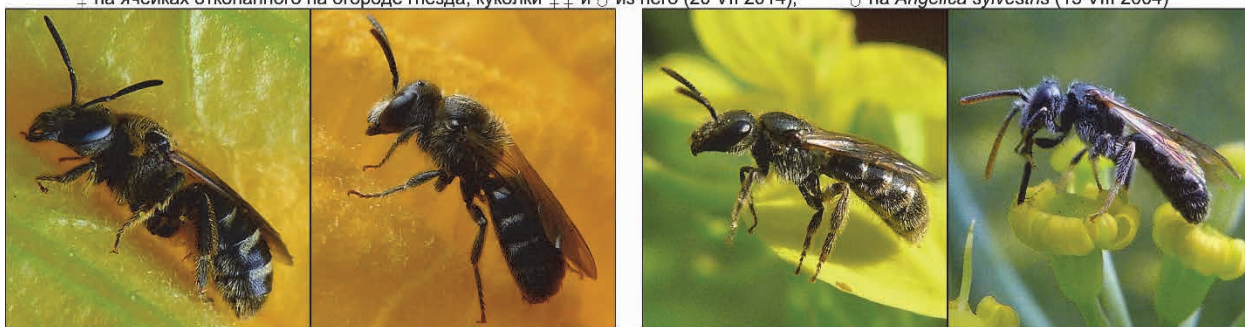 ‡ на ячейках откопанного на огороде гнезда, куколки ‡‡ и ♂ из него (20 VII 2014), ♂ на Angelica sylvestris (15 VIII 2004)